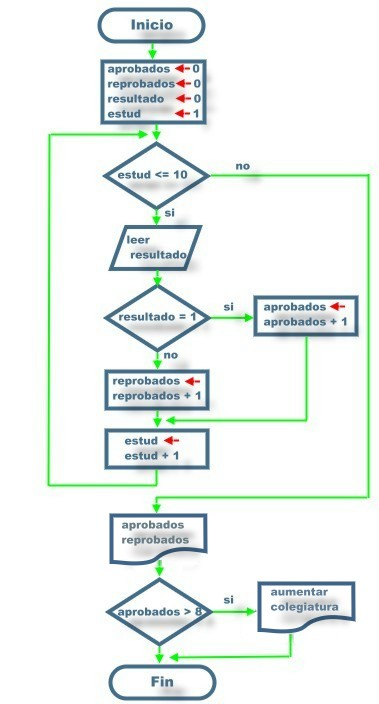 Inicio
aprobados ← 0
reprobados ← 0
resultado ← 0
estud ← 1
estud <= 10
no
si
leer
resultado
resultado = 1
si
aprobados ←
aprobados + 1
no
reprobados ←
reprobados + 1
estud ←
estud + 1
aprobados
reprobados
aprobados > 8
si
aumentar
colegiatura
Fin